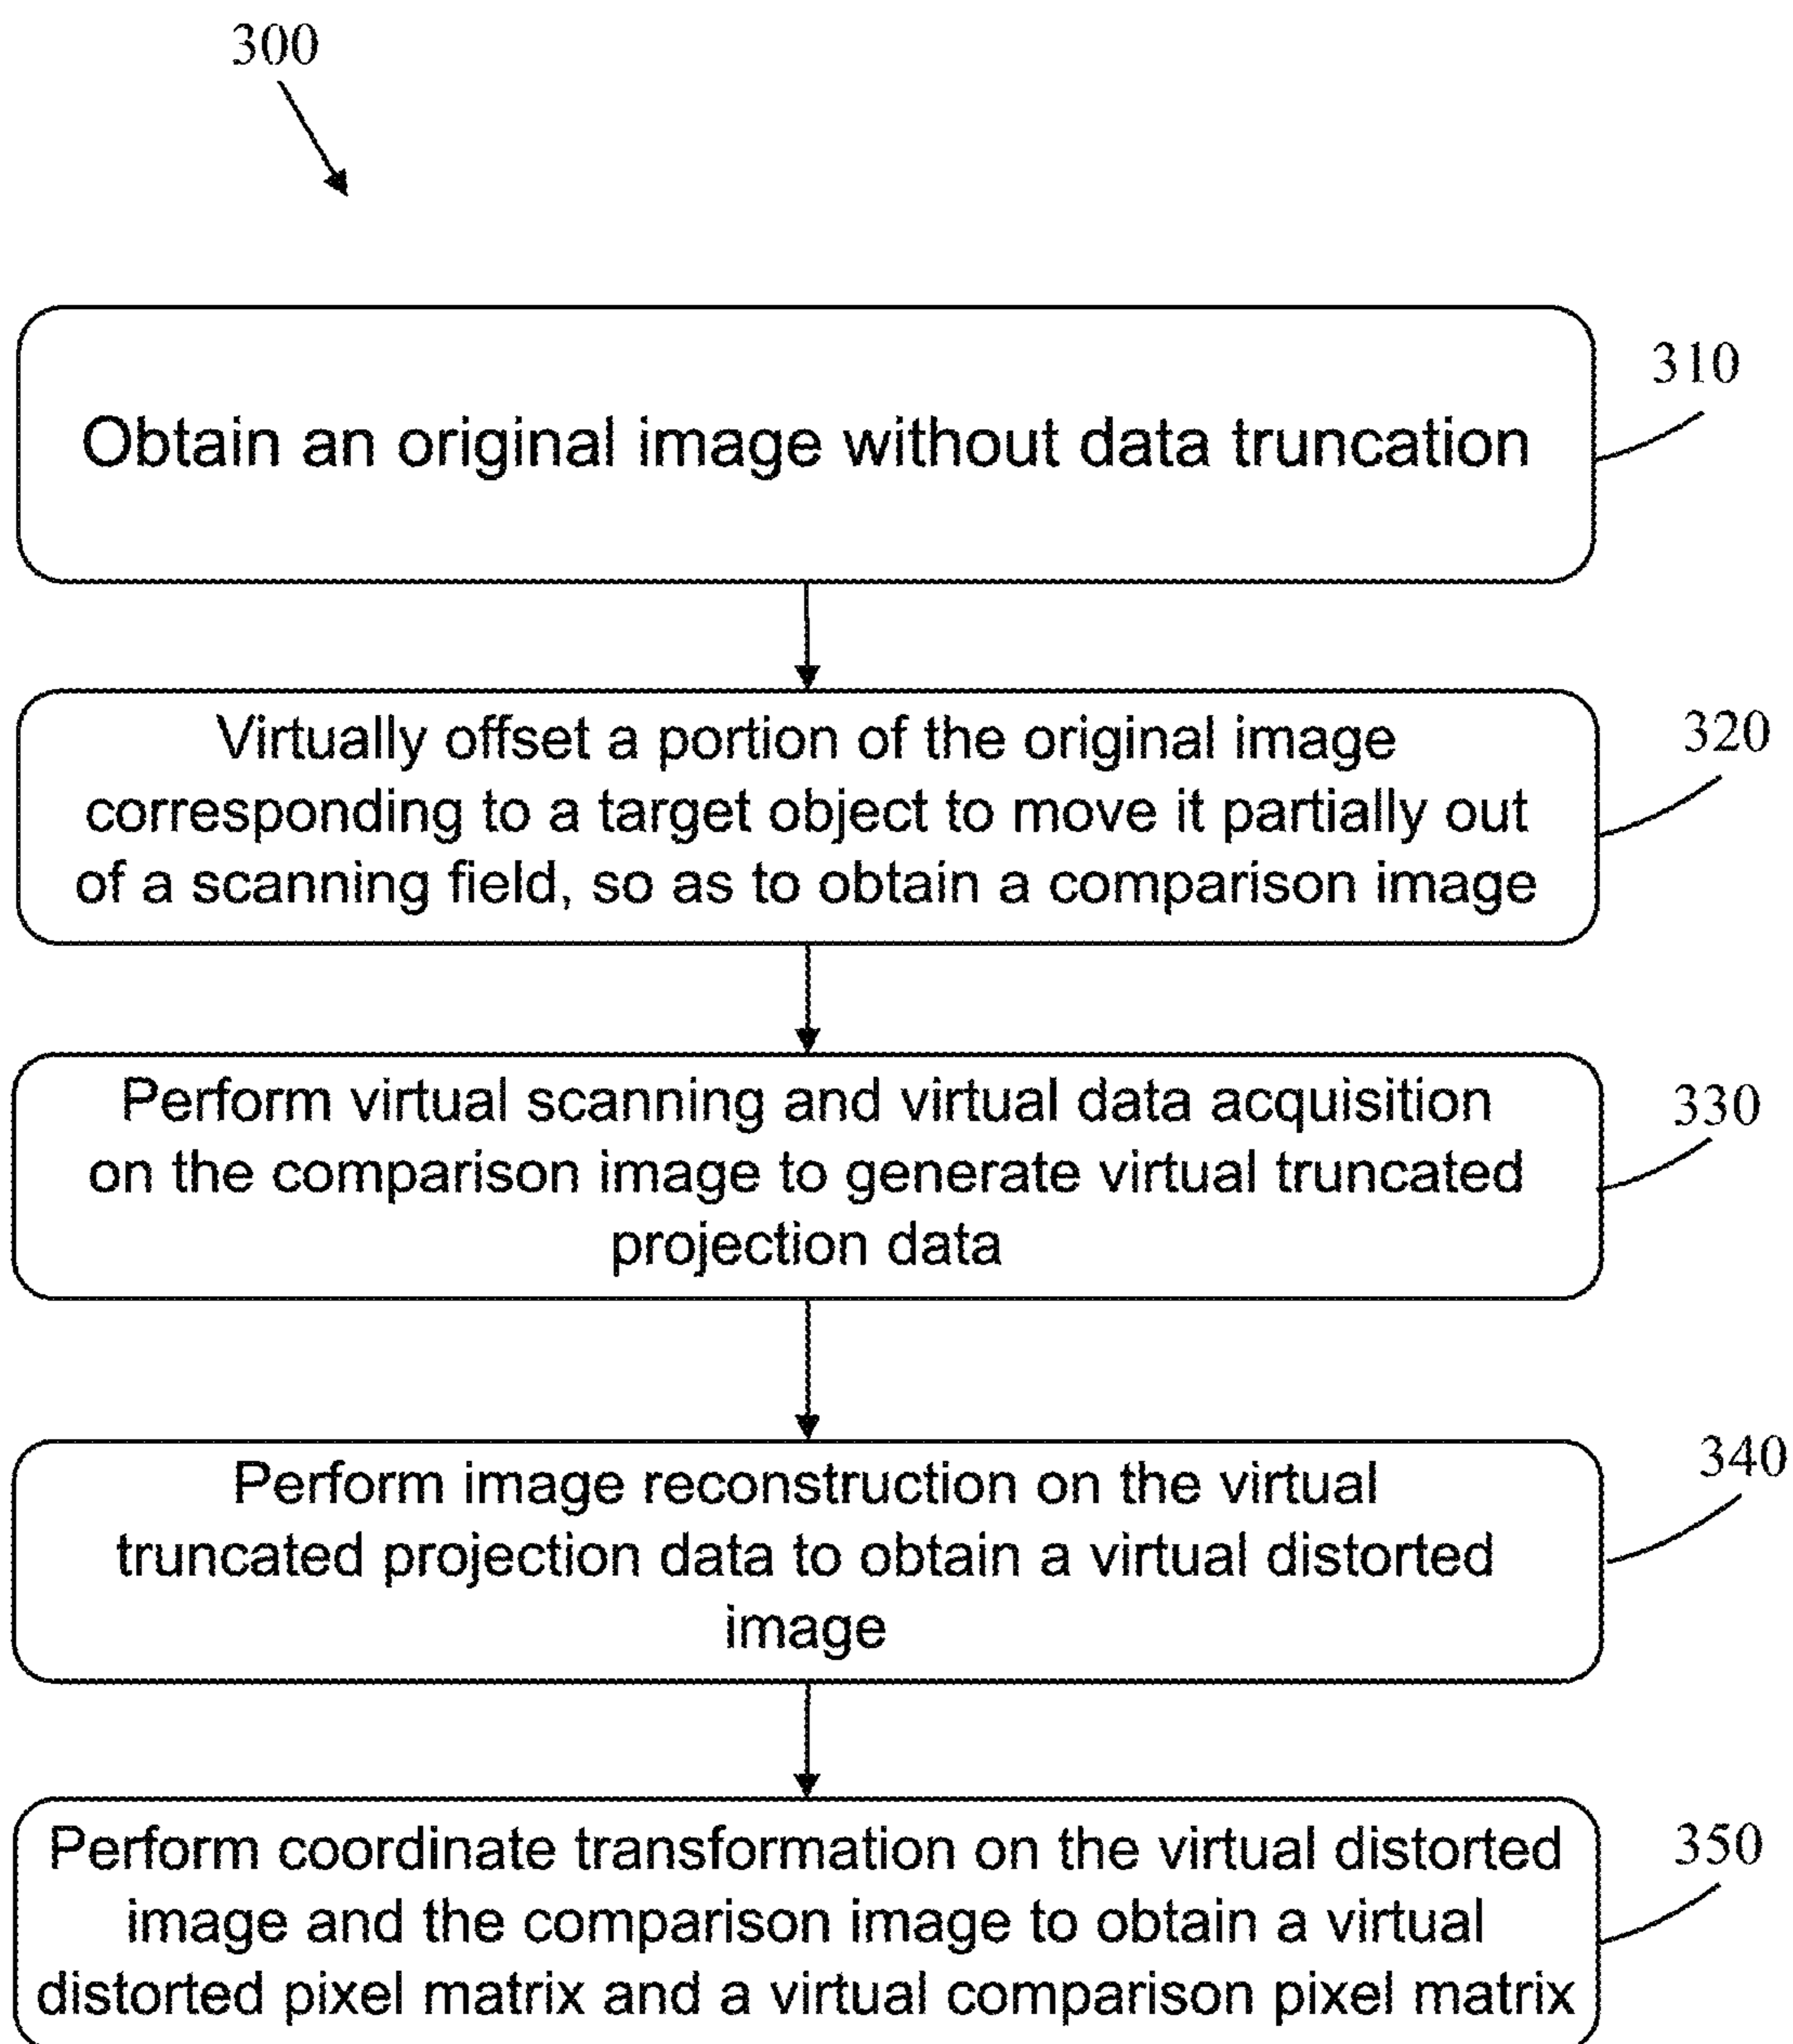 300
310
Obtain an original image without data truncation
320
Virtually offset a portion of the original image
corresponding to a target object to move it partially out
of a scanning field, so as to obtain a comparison image
330
Perform virtual scanning and virtual data acquisition
on the comparison image to generate virtual truncated
projection data
340
Perform image reconstruction on the virtual
truncated projection data to obtain a virtual distorted
image
350
Perform coordinate transformation on the virtual distorted
image and the comparison image to obtain a virtual
distorted pixel matrix and a virtual comparison pixel matrix